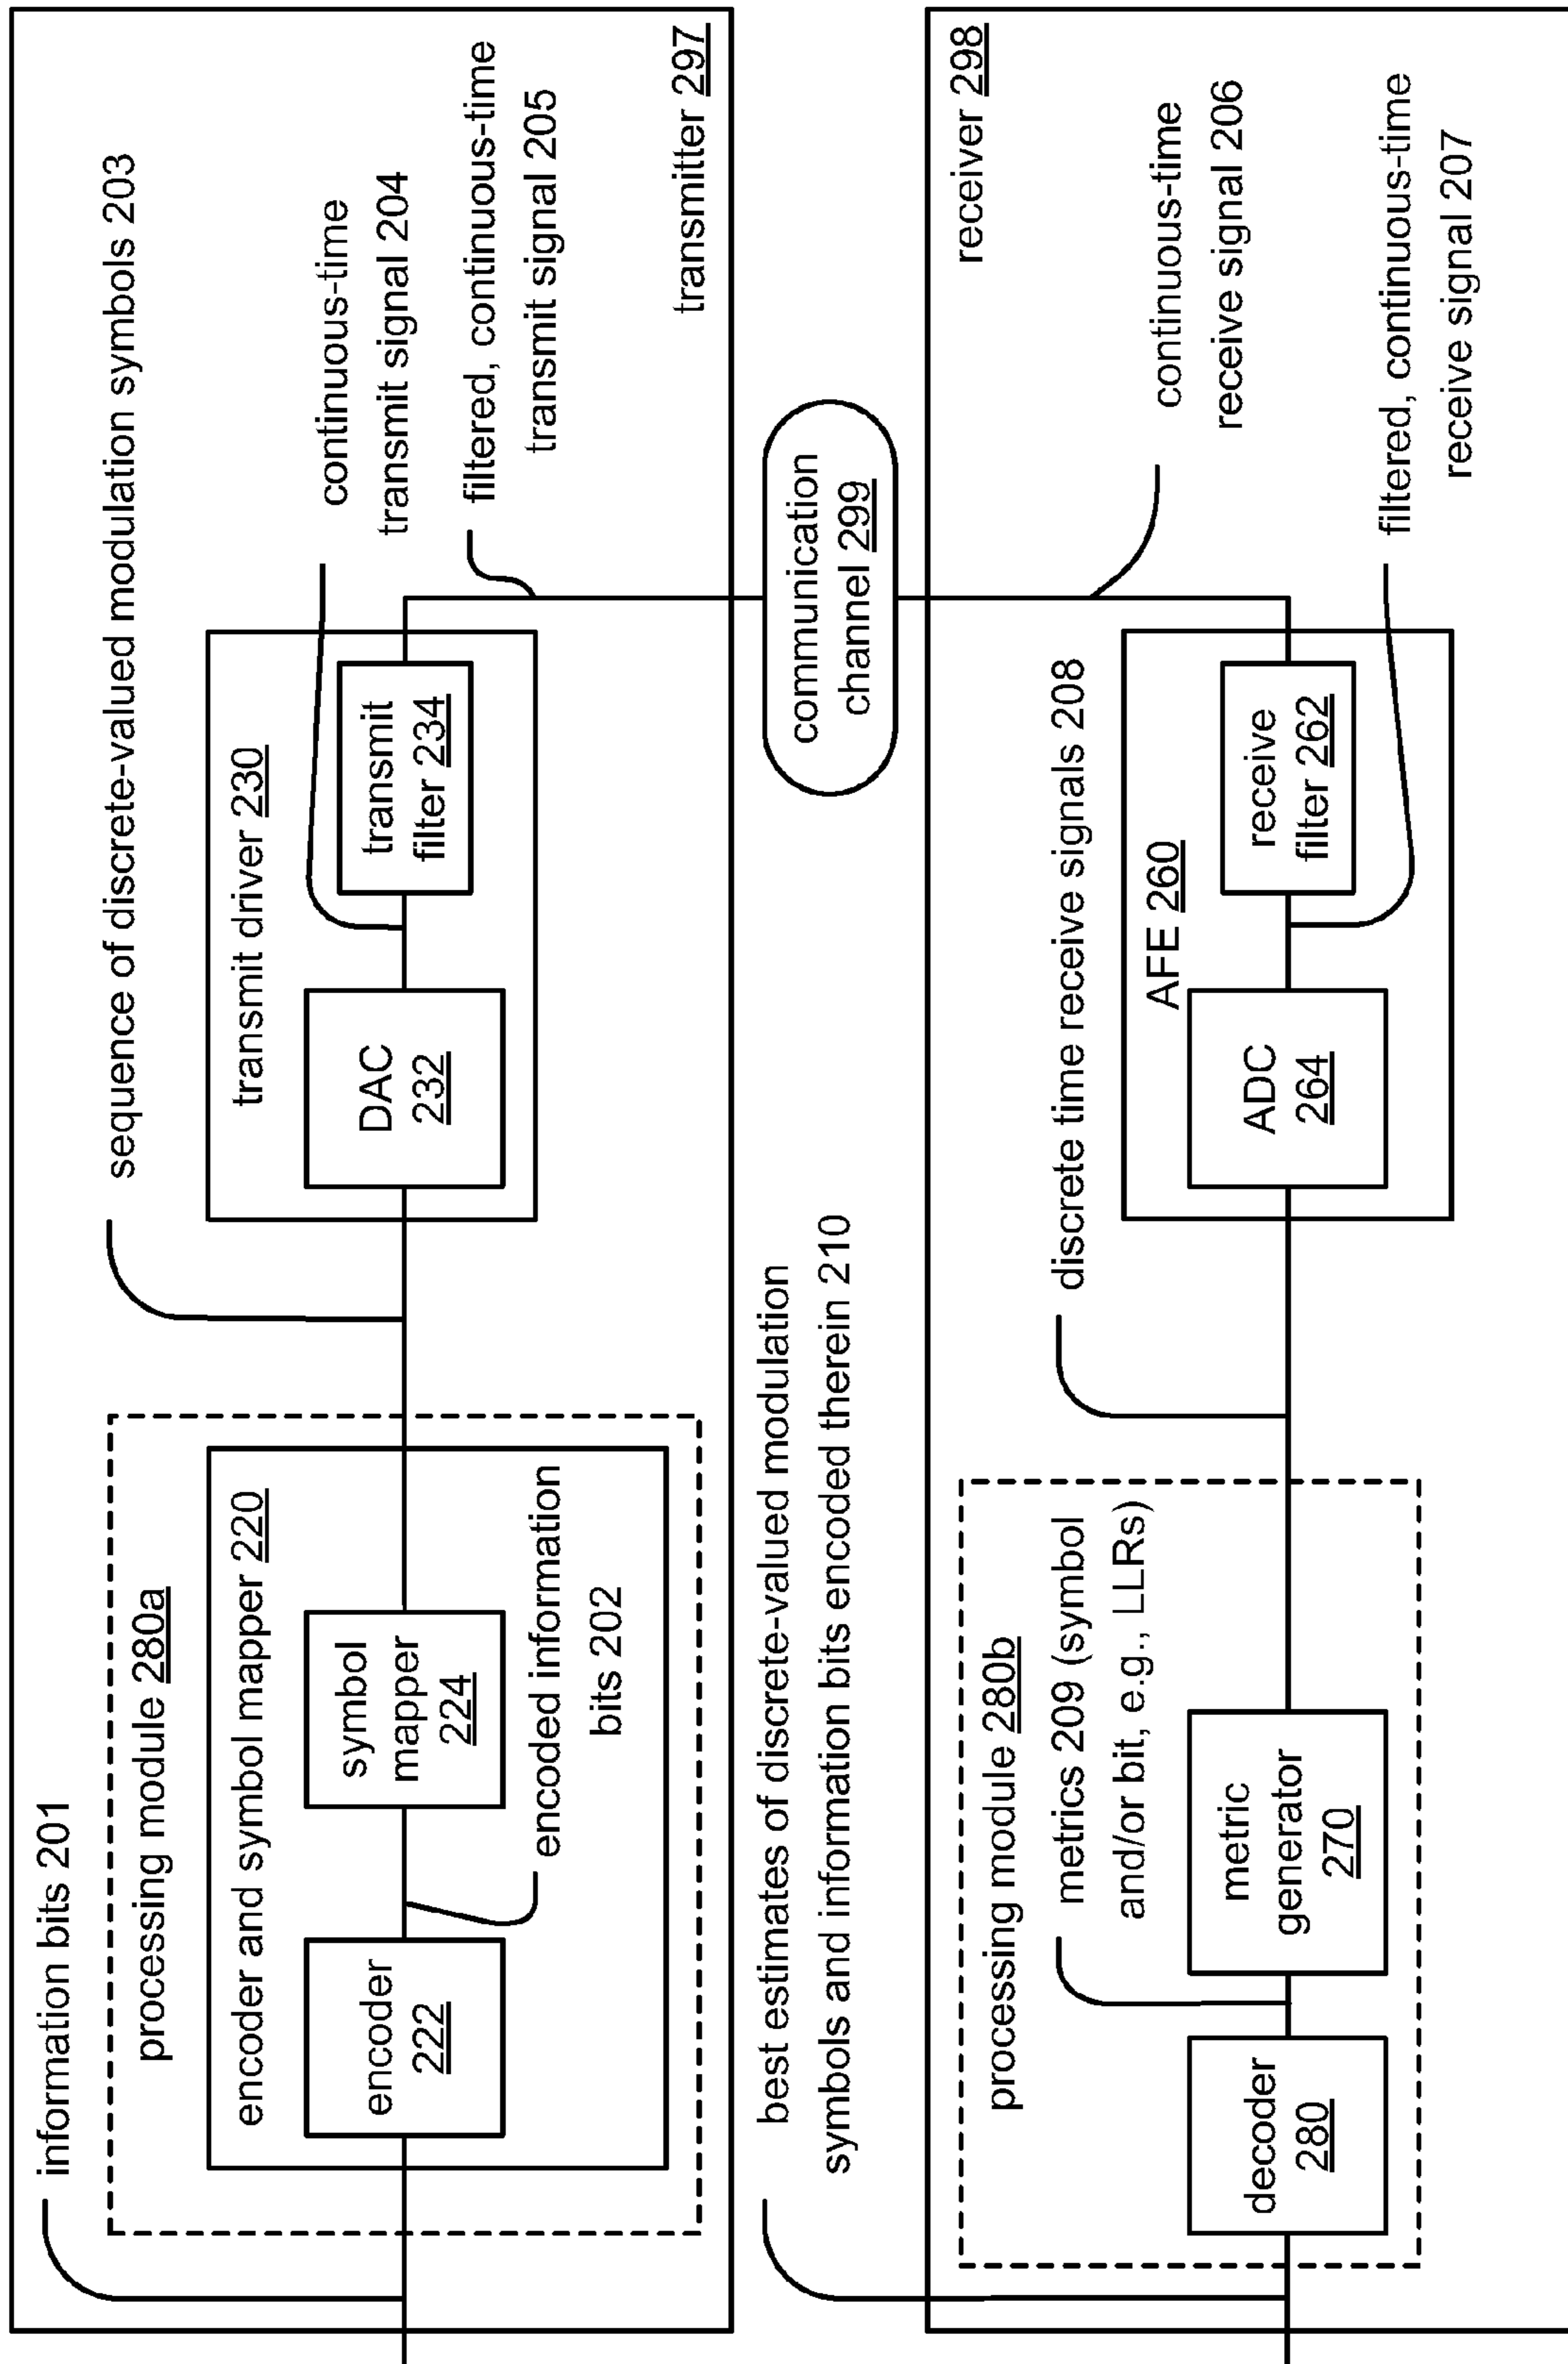 information bits 201
processing module 280a
encoder and symbol mapper 220
encoder
222
symbol
mapper
224
encoded information
bits 202
sequence of discrete-valued modulation symbols 203
transmit driver 230
DAC
232
transmit
filter 234
continuous-time
transmit signal 204
filtered, continuous-time
transmit signal 205
transmitter 297
communication
channel 299
best estimates of discrete-valued modulation
symbols and information bits encoded therein 210
receiver 298
processing module 280b
metrics 209 (symbol
and/or bit, e.g., LLRs)
decoder
280
metric
generator
270
discrete time receive signals 208
AFE 260
ADC
264
receive
filter 262
continuous-time
receive signal 206
filtered, continuous-time
receive signal 207